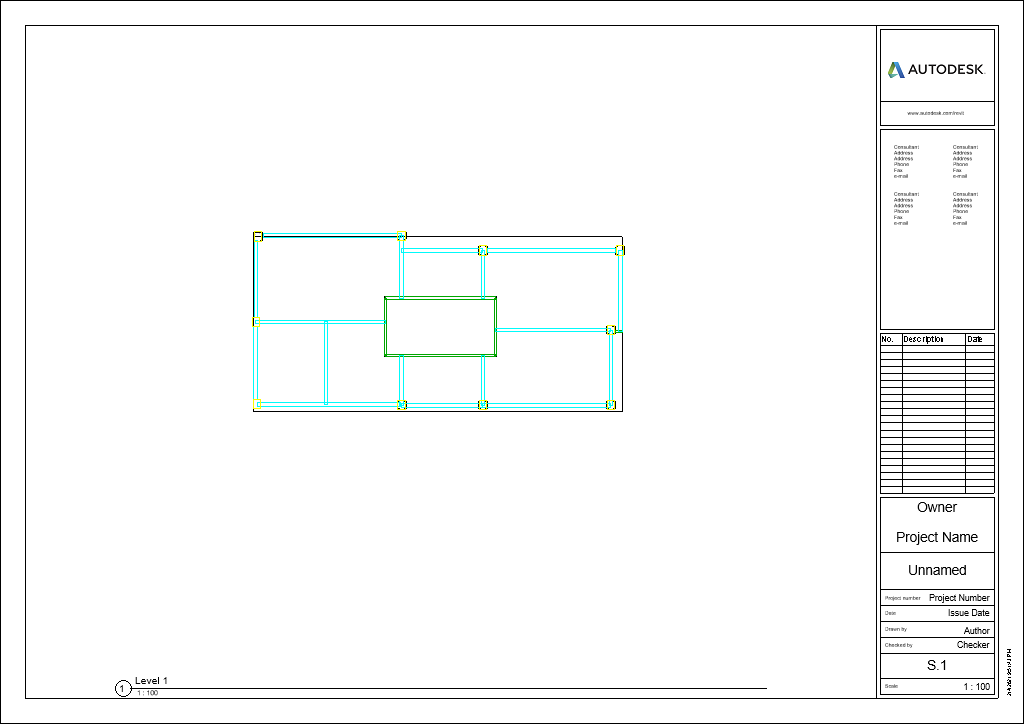 AUTODESK.
www.autodesk.com/revit
Consultant
Address
Address
Phone
Fax
e-mail
Consultant
Address
Address
Phone
Fax
e-mail
Consultant
Address
Address
Phone
Fax
e-mail
Consultant
Address
Address
Phone
Fax
e-mail
No. Description Date
Owner
Project Name
Unnamed
Project number Project Number
Date Issue Date
Drawn by Author
Checked by Checker
S.1
Scale 1 : 100
1 Level 1
1 : 100